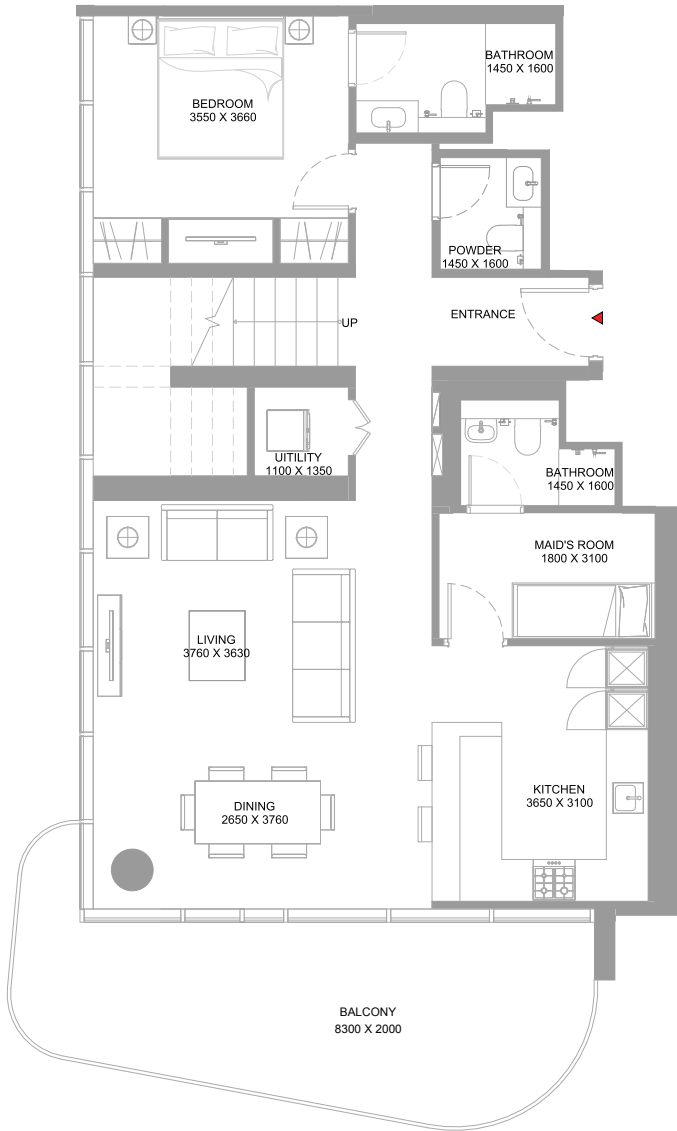 BATHROOM
1450 X 1600
BEDROOM
3550 X 3660
POWDER
1450 X 1600
ENTRANCE
UP
UITILITY
1100 X 1350
BATHROOM
1450 X 1600
MAID'S ROOM
1800 X 3100
LIVING
3760 X 3630
KITCHEN
3650 X 3100
DINING
2650 X 3760
BALCONY
8300 X 2000